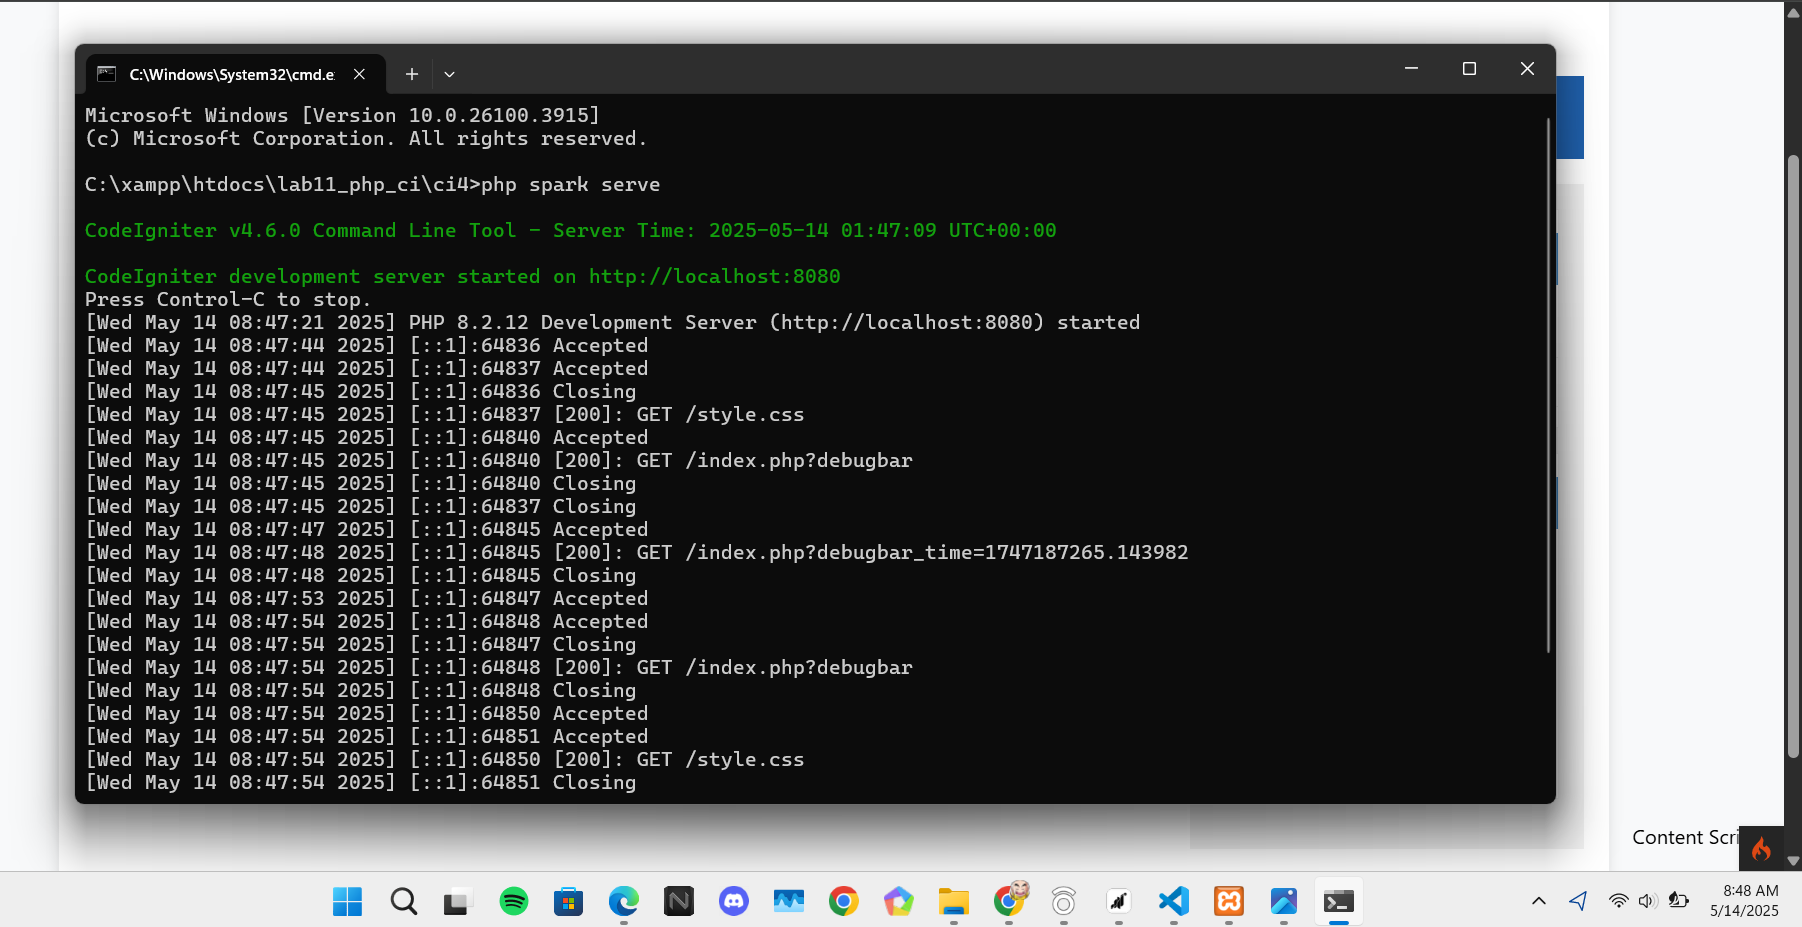 C:\Windows\System32\cmd.e
Microsoft Windows [Version 10.0.26100.3915]
(c) Microsoft Corporation. All rights reserved.
C:\xampp\htdocs\lab11_php_ci\ci4>php spark serve
CodeIgniter v4.6.0 Command Line Tool - Server Time: 2025-05-14 01:47:09 UTC+00:00
CodeIgniter development server started on http://localhost:8080
Press Control-C to stop.
[Wed May 14 08:47:21 2025] PHP 8.2.12 Development Server (http://localhost:8080) started
[Wed May 14 08:47:44 2025] [::1]:64836 Accepted
[Wed May 14 08:47:44 2025] [::1]:64837 Accepted
[Wed May 14 08:47:45 2025] [::1]:64836 Closing
[Wed May 14 08:47:45 2025] [::1]:64837 [200]: GET /style.css
[Wed May 14 08:47:45 2025] [::1]:64840 Accepted
[Wed May 14 08:47:45 2025] [::1]:64840 [200]: GET /index.php?debugbar
[Wed May 14 08:47:45 2025] [::1]:64840 Closing
[Wed May 14 08:47:45 2025] [::1]:64837 Closing
[Wed May 14 08:47:47 2025] [::1]:64845 Accepted
[Wed May 14 08:47:48 2025] [::1]:64845 [200]: GET /index.php?debugbar_time=1747187265.143982
[Wed May 14 08:47:48 2025] [::1]:64845 Closing
[Wed May 14 08:47:53 2025] [::1]:64847 Accepted
[Wed May 14 08:47:54 2025] [::1]:64848 Accepted
[Wed May 14 08:47:54 2025] [::1]:64847 Closing
[Wed May 14 08:47:54 2025] [::1]:64848 [200]: GET /index.php?debugbar
[Wed May 14 08:47:54 2025] [::1]:64848 Closing
[Wed May 14 08:47:54 2025] [::1]:64850 Accepted
[Wed May 14 08:47:54 2025] [::1]:64851 Accepted
[Wed May 14 08:47:54 2025] [::1]:64850 [200]: GET /style.css
[Wed May 14 08:47:54 2025] [::1]:64851 Closing
Content Scri
8:48 AM
5/14/2025